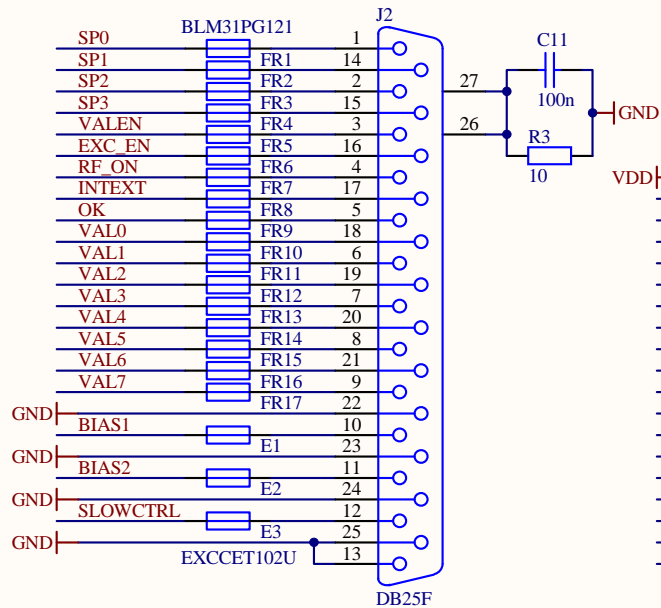 J2
BLM31PG121
SP0 1
FR1
SP1 14
FR2
SP2 2
FR3
SP3 15
FR4
VALEN 3
FR5
EXC_EN 16
FR6
RF_ON 4
FR7
INTEXT 17
FR8
OK 5
FR9
VAL0 18
FR10
VAL1 6
FR11
VAL2 19
FR12
VAL3 7
FR13
VAL4 20
FR14
VAL5 8
FR15
VAL6 21
FR16
VAL7 9
FR17
GND 22
BIAS1 10
E1
GND 23
BIAS2 11
E2
GND 24
SLOWCTRL 12
E3
GND 25
EXCCET102U 13
DB25F
27
26
C11
100n
R3
10
GND
VDD